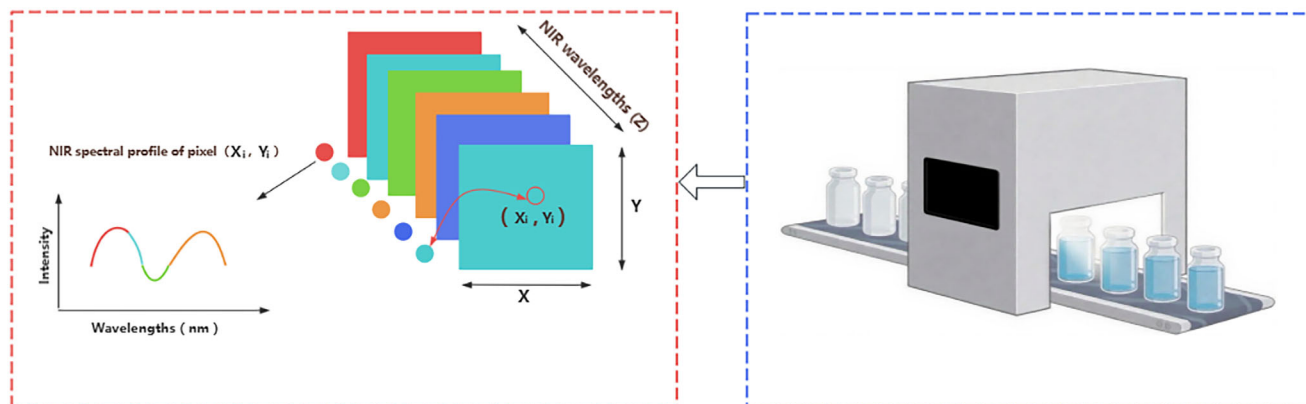 NIR wavelengths (Z)
NIR spectral profile of pixel (Xi, Yi)
(Xi, Yi)
Y
X
Intensity
Wavelengths ( nm )